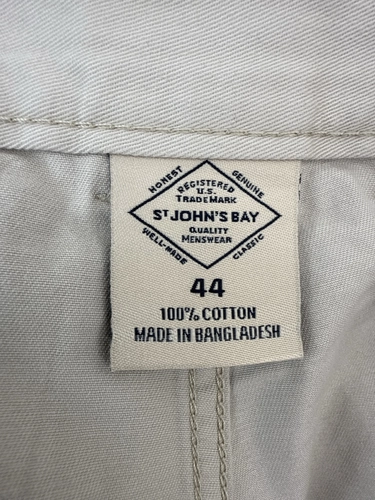 HONEST
GENUINE
REGISTERED
U.S.
TRADEMARK
ST JOHN'S BAY
QUALITY
MENSWEAR
WELL-MADE
CLASSIC
44
100% COTTON
MADE IN BANGLADESH